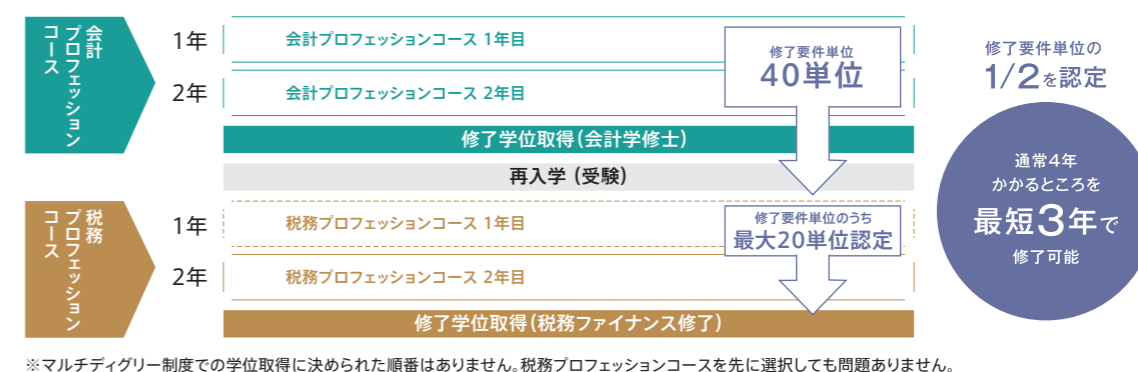 会計
プロフェッション
コース
1年
会計プロフェッションコース 1年目
2年
会計プロフェッションコース 2年目
修了要件単位
40単位
修了学位取得(会計学修士)
再入学 (受験)
税務
プロフェッション
コース
1年
税務プロフェッションコース 1年目
2年
税務プロフェッションコース 2年目
修了要件単位のうち
最大20単位認定
修了学位取得(税務ファイナンス修了)
修了要件単位の
1/2を認定
通常4年
かかるところを
最短3年で
修了可能
※マルチディグリー制度での学位取得に決められた順番はありません。税務プロフェッションコースを先に選択しても問題ありません。